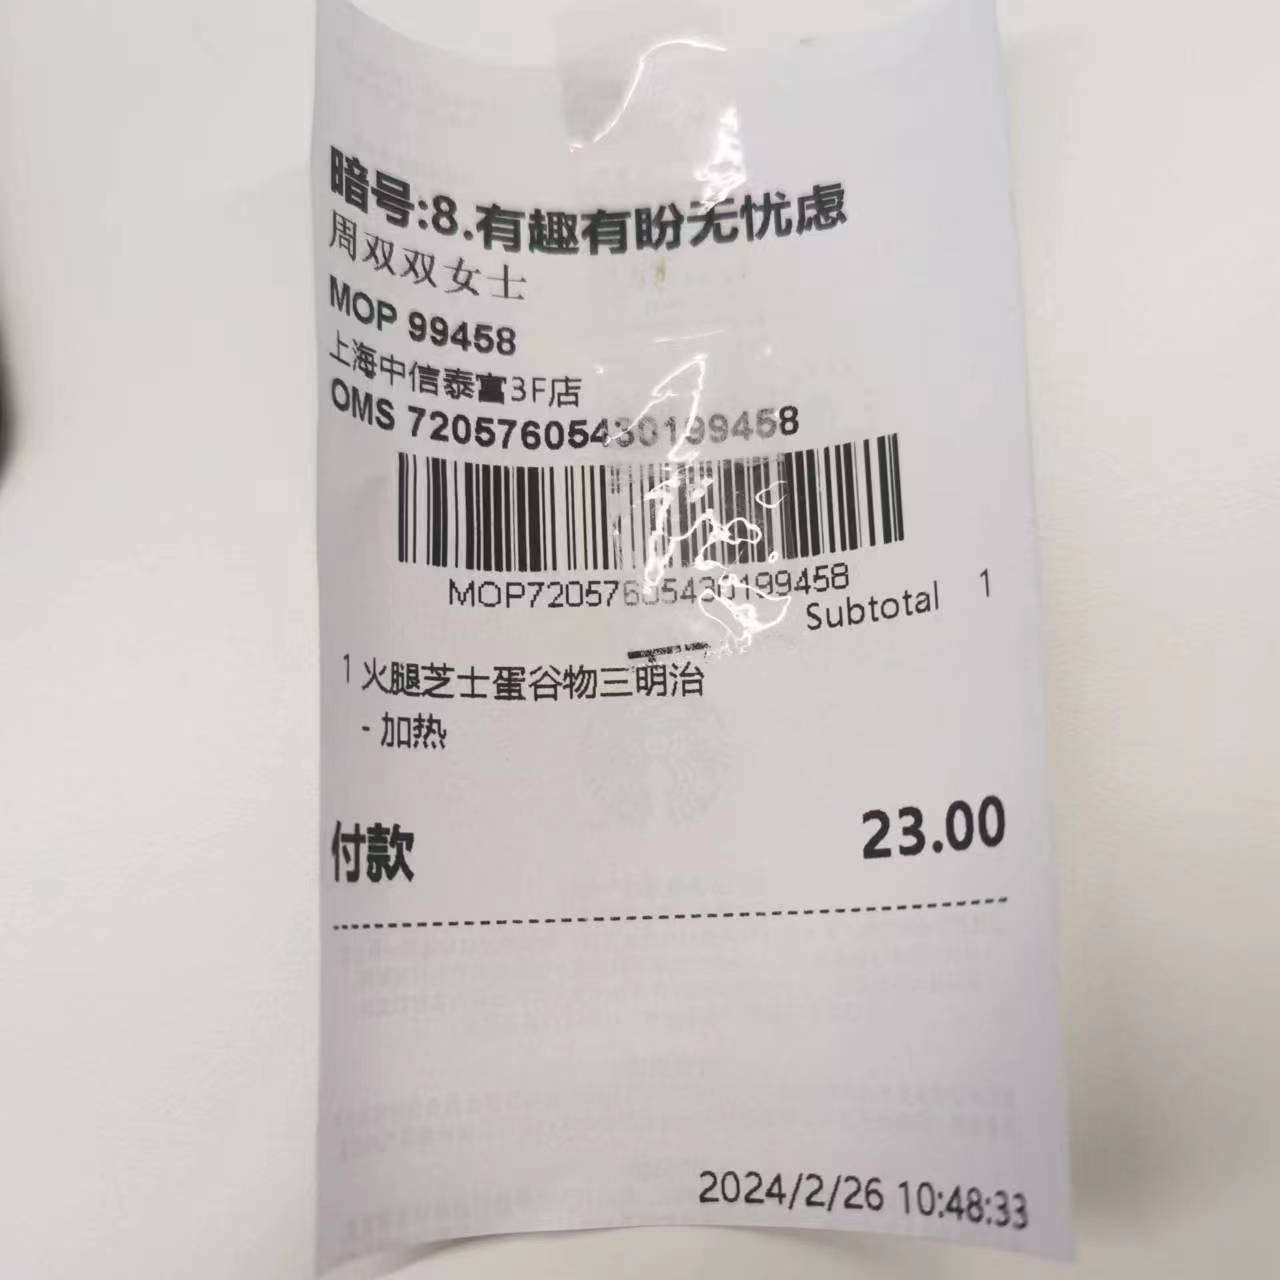 暗号:8.有趣有盼无忧虑
周双双女士
MOP 99458
上海中信泰富3F店
OMS 72057605430199458
MOP72057605430199458
Subtotal 1
1 火腿芝士蛋谷物三明治
- 加热
付款 23.00
2024/2/26 10:48:33